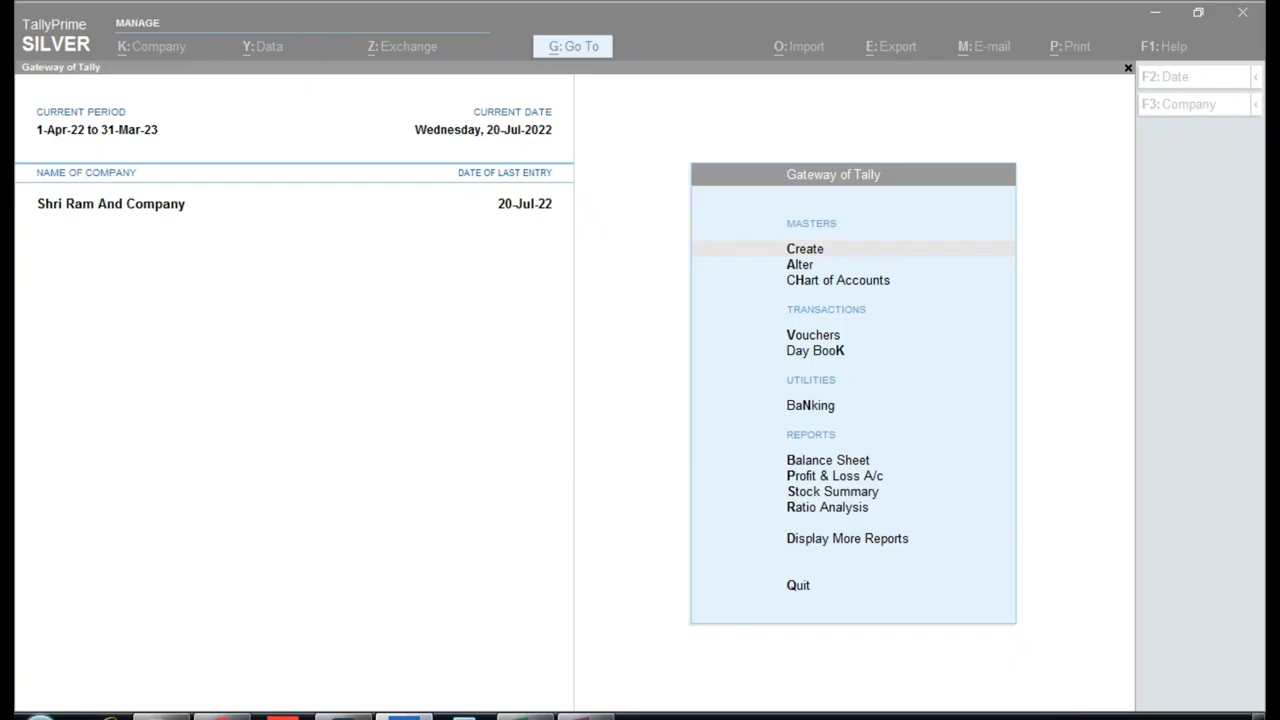 TallyPrime
SILVER
MANAGE
K: Company
Y: Data
Z: Exchange
G: Go To
O: Import
E: Export
M: E-mail
P: Print
F1: Help
Gateway of Tally
F2: Date
F3: Company
CURRENT PERIOD
CURRENT DATE
1-Apr-22 to 31-Mar-23
Wednesday, 20-Jul-2022
NAME OF COMPANY
DATE OF LAST ENTRY
Shri Ram And Company
20-Jul-22
Gateway of Tally
MASTERS
Create
Alter
CHart of Accounts
TRANSACTIONS
Vouchers
Day BooK
UTILITIES
BaNking
REPORTS
Balance Sheet
Profit & Loss A/c
Stock Summary
Ratio Analysis
Display More Reports
Quit